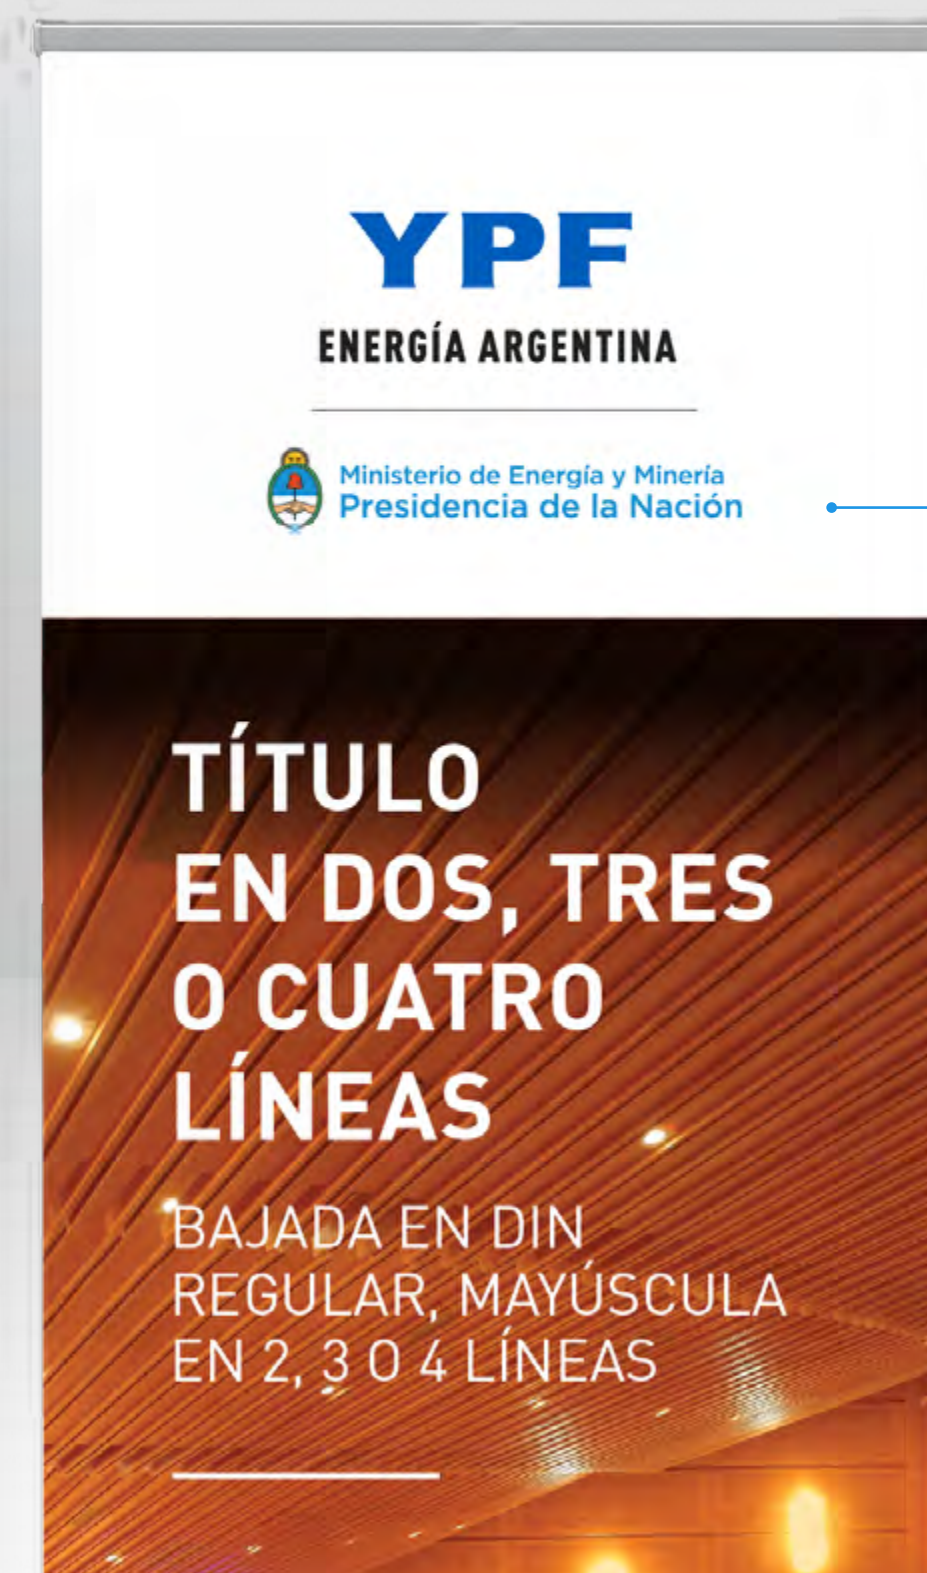 YPF
ENERGÍA ARGENTINA
Ministerio de Energía y Minería
Presidencia de la Nación
TÍTULO
EN DOS, TRES
O CUATRO
LÍNEAS
BAJADA EN DIN
REGULAR, MAYÚSCULA
EN 2, 3 O 4 LÍNEAS